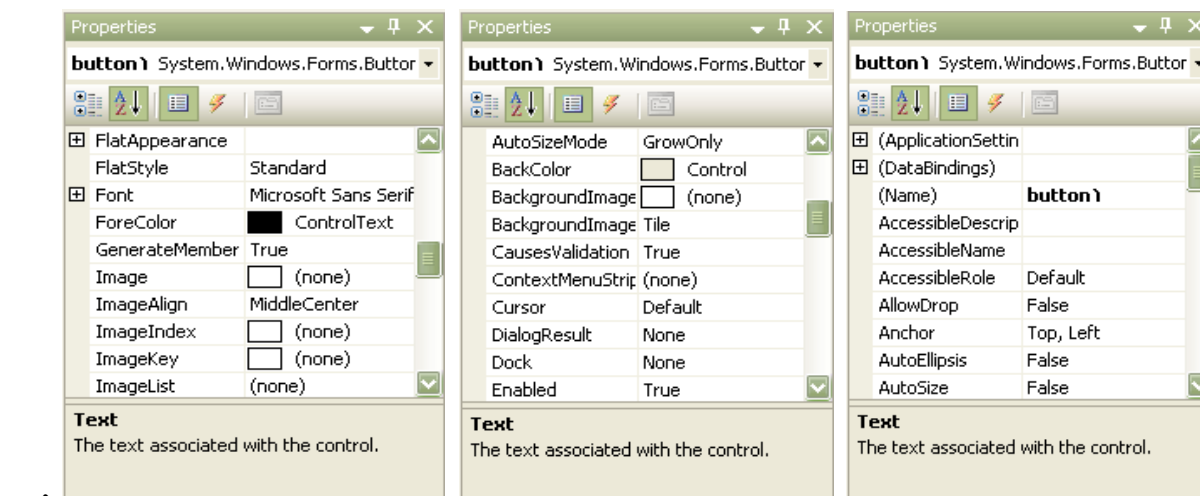 Properties
button1 System.Windows.Forms.Buttor
FlatAppearance
FlatStyle Standard
Font Microsoft Sans Serif
ForeColor ControlText
GenerateMember True
Image (none)
ImageAlign MiddleCenter
ImageIndex (none)
ImageKey (none)
ImageList (none)
Text
The text associated with the control.
Properties
button1 System.Windows.Forms.Buttor
AutoSizeMode GrowOnly
BackColor Control
BackgroundImage (none)
BackgroundImage Tile
CausesValidation True
ContextMenuStrip (none)
Cursor Default
DialogResult None
Dock None
Enabled True
Text
The text associated with the control.
Properties
button1 System.Windows.Forms.Buttor
(ApplicationSettin
(DataBindings)
(Name) button1
AccessibleDescrip
AccessibleName
AccessibleRole Default
AllowDrop False
Anchor Top, Left
AutoEllipsis False
AutoSize False
Text
The text associated with the control.